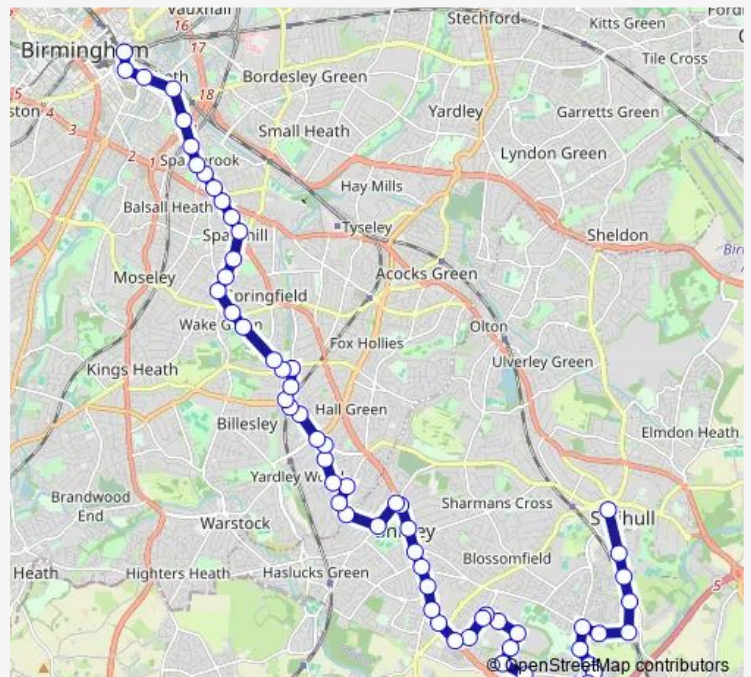 Vauxhall
16
17
Stechford
Kitts Green
Birmingham
Tile Cross
Bordesley Green
18
4
3
Yardley
Garretts Green
Small Heath
2
1
Lyndon Green
Hay Mills
Balsall Heath
Tyseley
Sheldon
Moseley
Acocks Green
Springfield
Olton
Fox Hollies
Kings Heath
Ulverley Green
Hall Green
Billesley
Elmdon Heath
Brandwood
End
Sharmans Cross
Warstock
Blossomfield
Heath
Highters Heath
Haslucks Green
5
© OpenStreetMap contributors